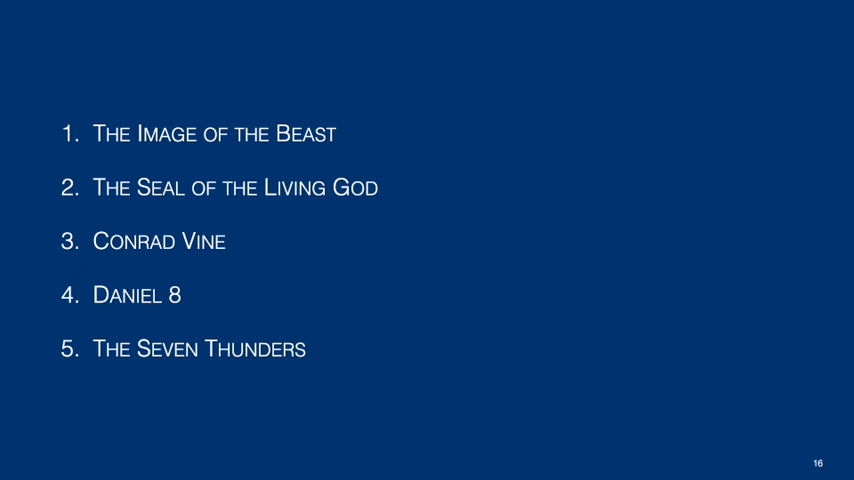 1. The Image of the Beast
2. The Seal of the Living God
3. Conrad Vine
4. Daniel 8
5. The Seven Thunders
16